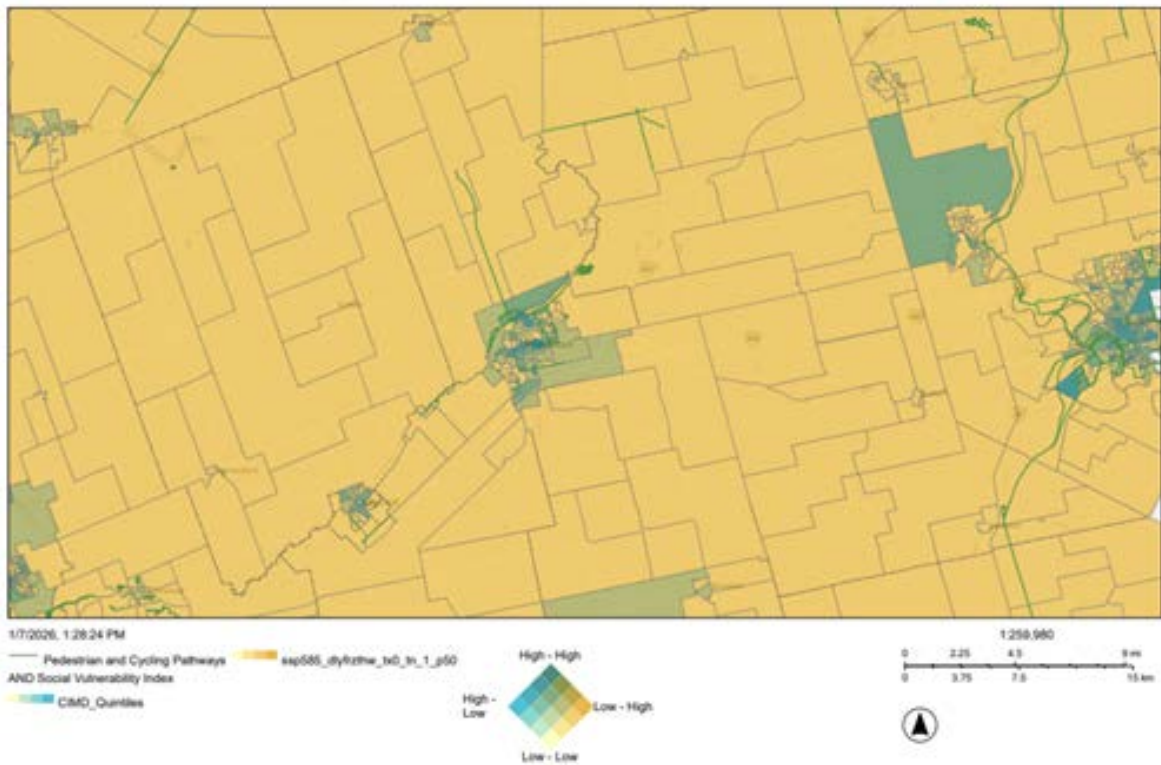 1/7/2026, 1:28:24 PM
1:259,980
Pedestrian and Cycling Pathways
ssp585_dlyfrzthw_tx0_tn_1_p50
AND Social Vulnerability Index
CIMD_Quintiles
High - High
High - Low
Low - High
Low - Low
0 2.25 4.5 9 mi
0 3.75 7.5 15 km